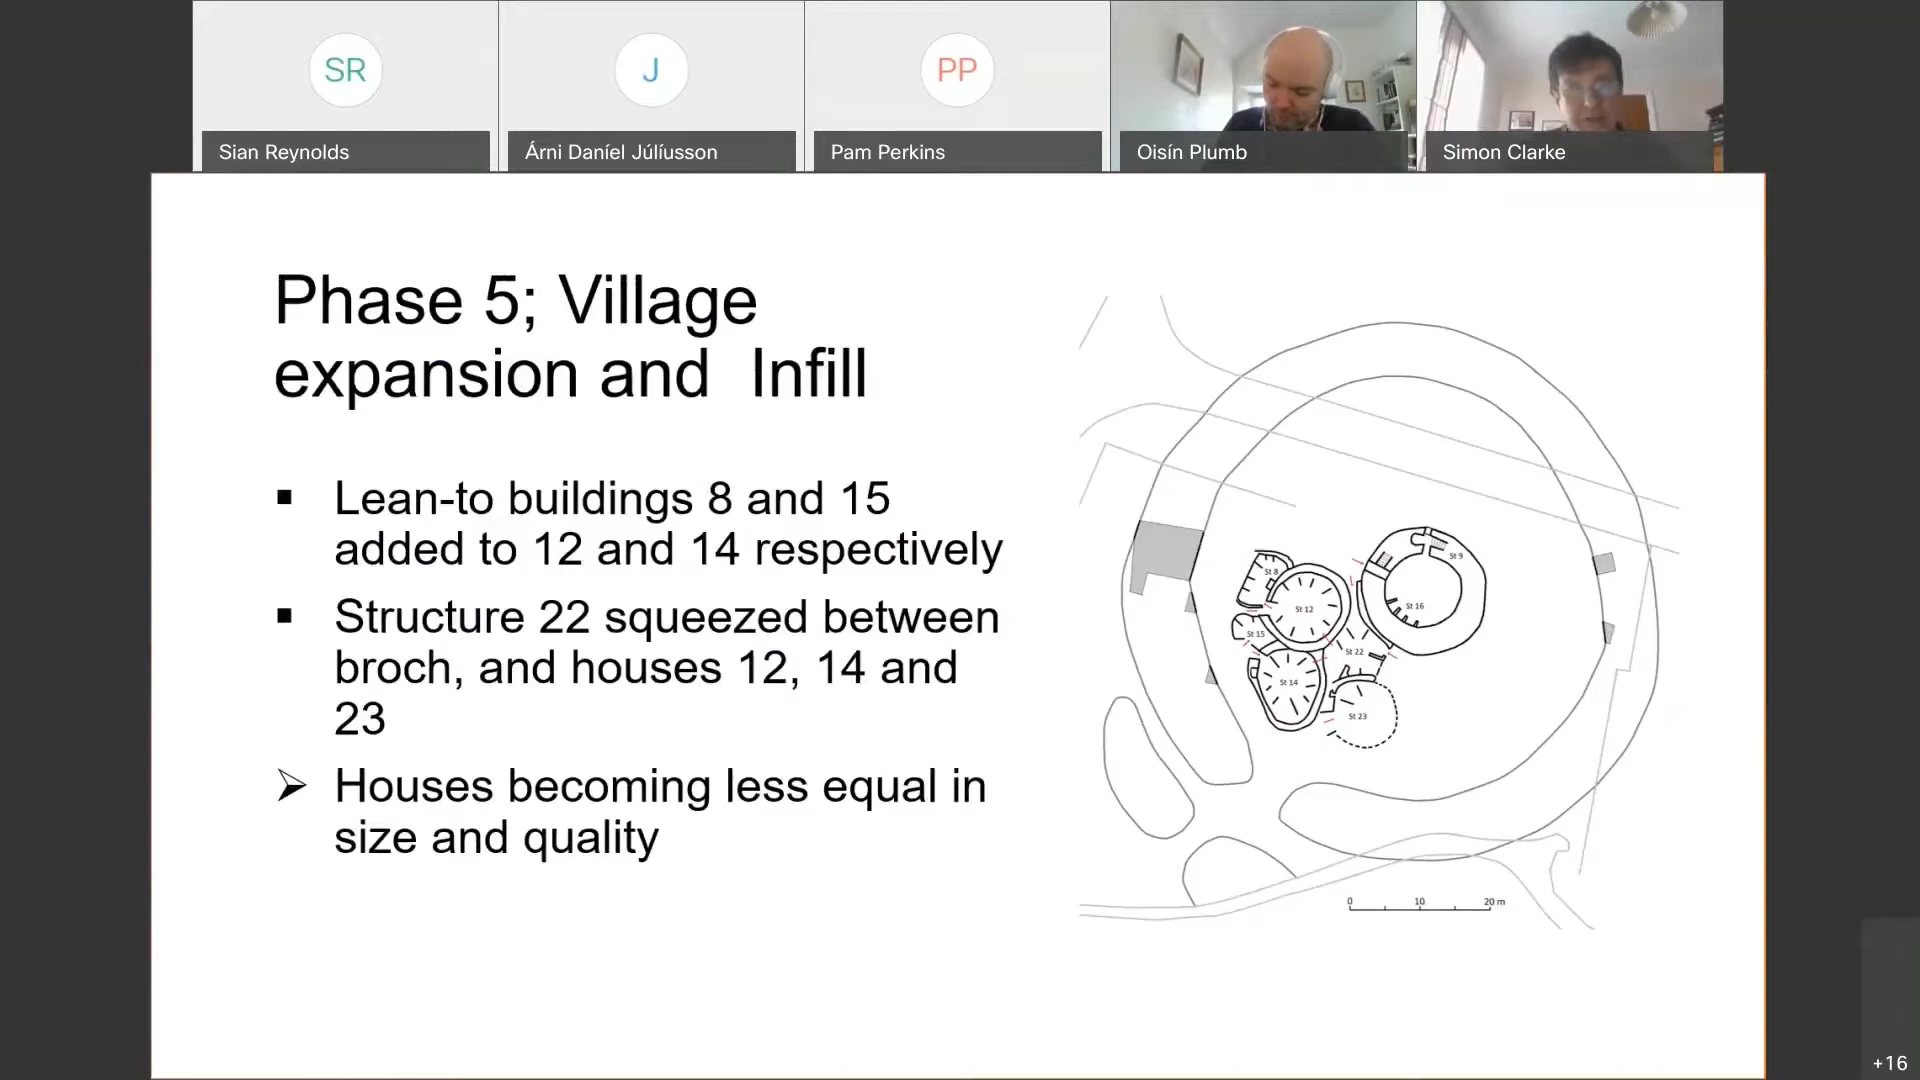 SR
J
PP
Sian Reynolds
Árni Daníel Júlíusson
Pam Perkins
Oisín Plumb
Simon Clarke
Phase 5; Village
expansion and Infill
Lean-to buildings 8 and 15
added to 12 and 14 respectively
Structure 22 squeezed between
broch, and houses 12, 14 and
23
Houses becoming less equal in
size and quality
St 9
St 8
St 12
St 16
St 15
St 22
St 14
St 23
0 10 20 m
+16